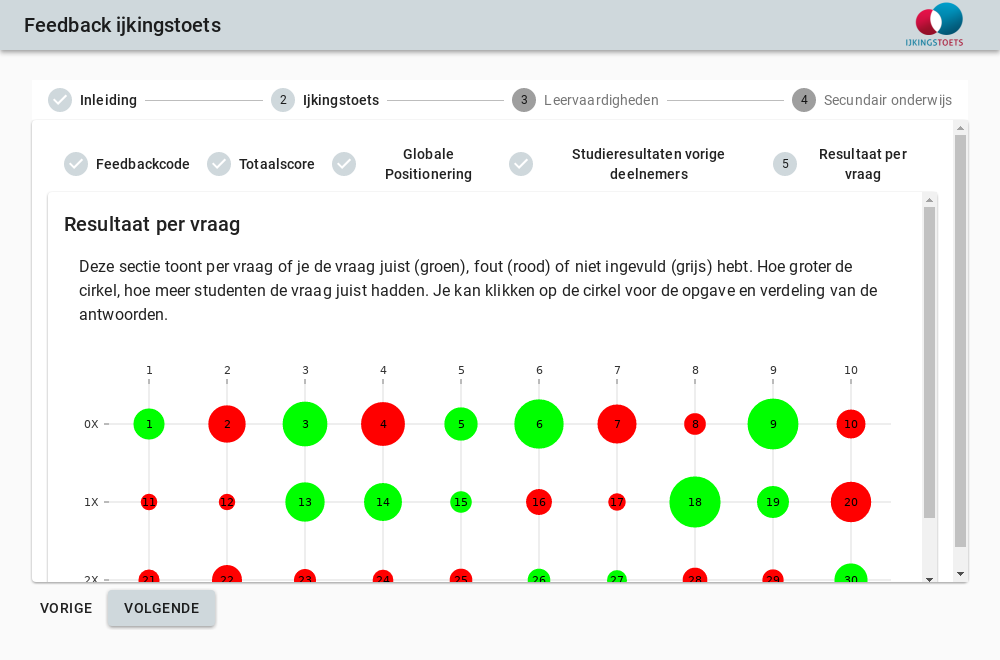 Feedback ijkingstoets
IJKINGSTOETS
Inleiding
2 Ijkingstoets
3 Leervaardigheden
4 Secundair onderwijs
Feedbackcode
Totaalscore
Globale
Positionering
Studieresultaten vorige
deelnemers
5 Resultaat per
vraag
Resultaat per vraag
Deze sectie toont per vraag of je de vraag juist (groen), fout (rood) of niet ingevuld (grijs) hebt. Hoe groter de
cirkel, hoe meer studenten de vraag juist hadden. Je kan klikken op de cirkel voor de opgave en verdeling van de
antwoorden.
1 2 3 4 5 6 7 8 9 10
0X 1 2 3 4 5 6 7 8 9 10
1X 11 12 13 14 15 16 17 18 19 20
2X 21 22 23 24 25 26 27 28 29 30
VORIGE VOLGENDE